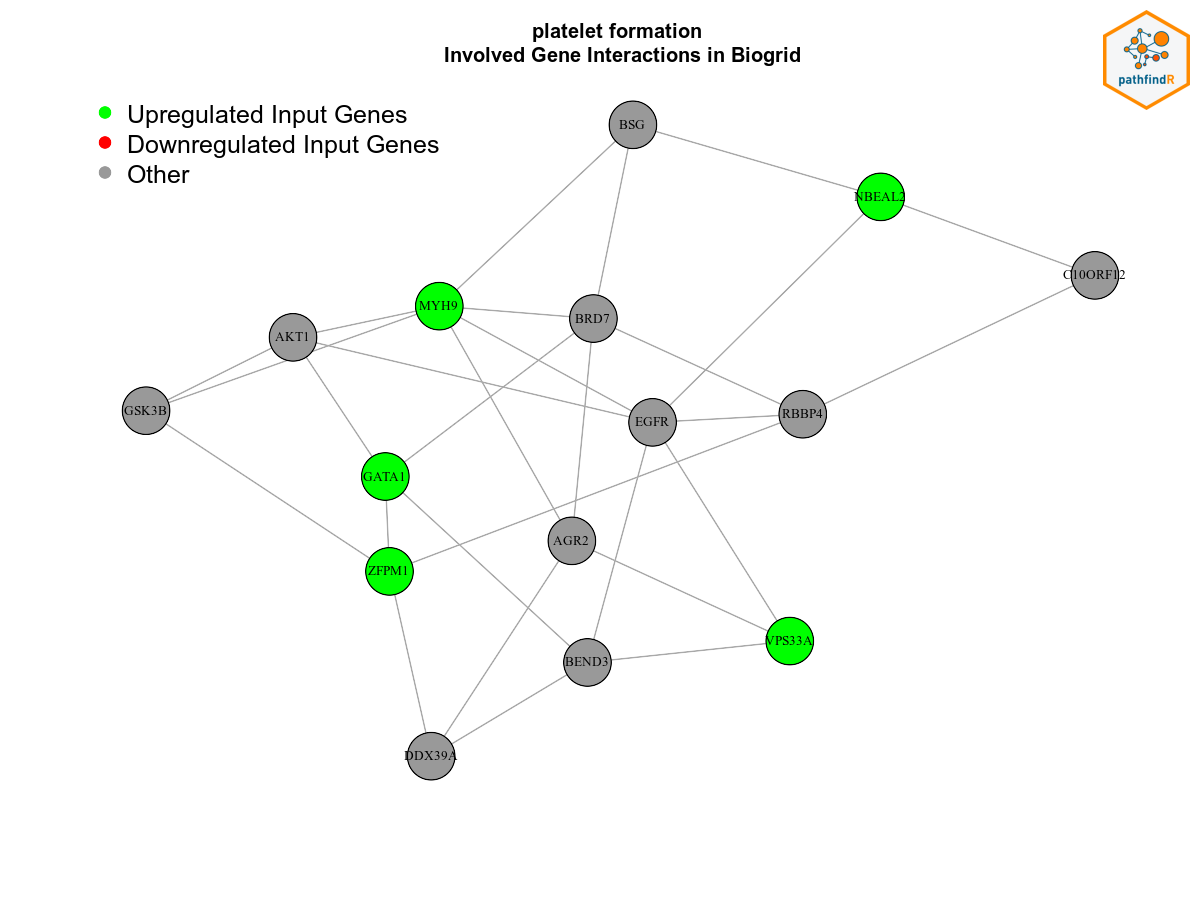 platelet formation
Involved Gene Interactions in Biogrid
pathfindR
Upregulated Input Genes
Downregulated Input Genes
Other
BSG
NBEAL2
C10ORF12
MYH9
BRD7
AKT1
GSK3B
RBBP4
EGFR
GATA1
AGR2
ZFPM1
VPS33A
BEND3
DDX39A